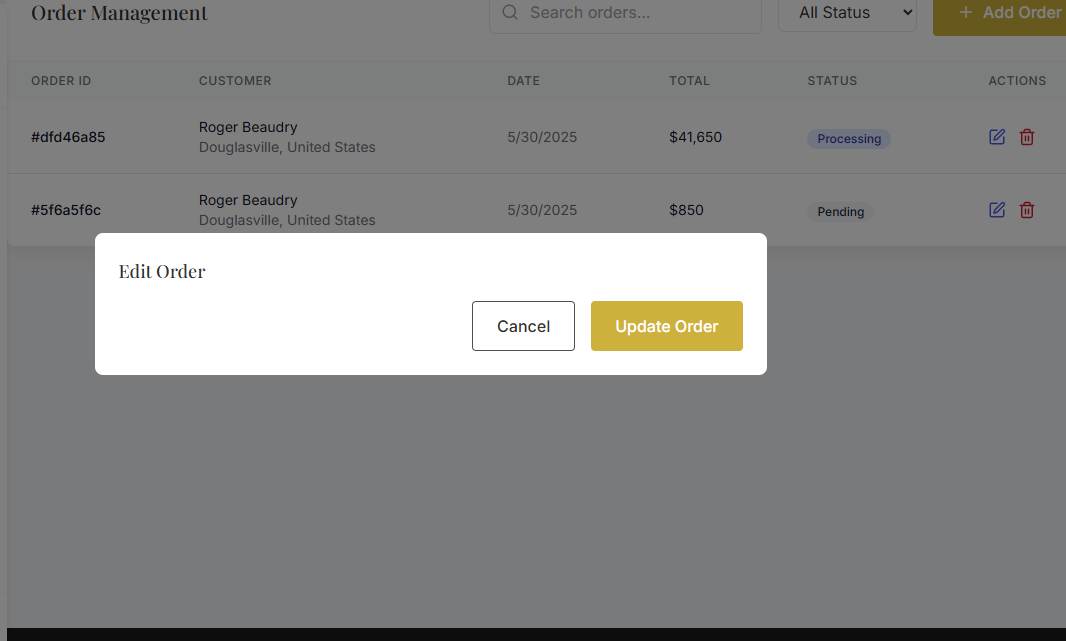 Order Management
Search orders...
All Status
+ Add Order
ORDER ID CUSTOMER DATE TOTAL STATUS ACTIONS
#dfd46a85 Roger Beaudry 5/30/2025 $41,650 Processing
Douglasville, United States
#5f6a5f6c Roger Beaudry 5/30/2025 $850 Pending
Douglasville, United States
Edit Order
Cancel
Update Order